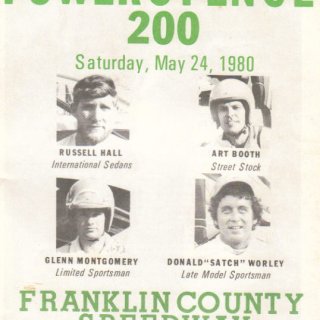 200
Saturday, May 24, 1980
RUSSELL HALL
International Sedans
ART BOOTH
Street Stock
GLENN MONTGOMERY
Limited Sportsman
DONALD "SATCH" WORLEY
Late Model Sportsman
FRANKLIN COUNTY
SPEEDWAY